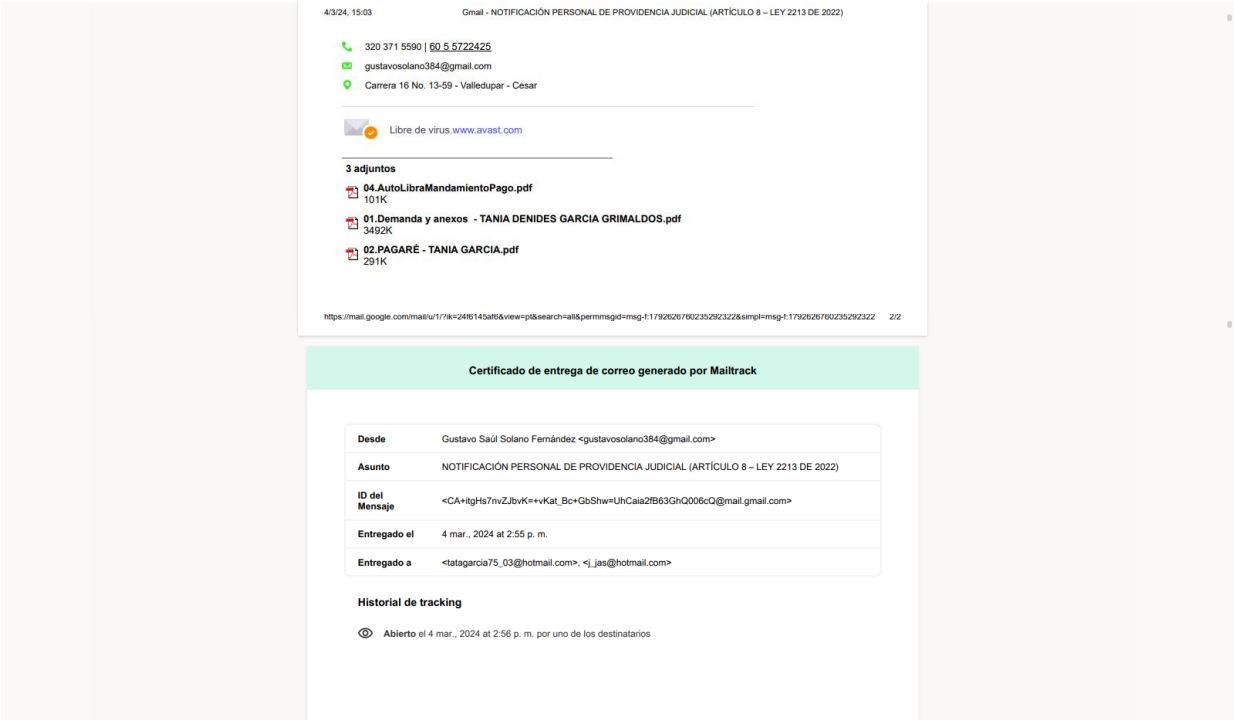 4/3/24, 15:03 Gmail - NOTIFICACIÓN PERSONAL DE PROVIDENCIA JUDICIAL (ARTÍCULO 8 – LEY 2213 DE 2022)
320 371 5590 | 60 5 5722425
gustavosolano384@gmail.com
Carrera 16 No. 13-59 - Valledupar - Cesar
Libre de virus.www.avast.com
3 adjuntos
04.AutoLibraMandamientoPago.pdf
101K
01.Demanda y anexos - TANIA DENIDES GARCIA GRIMALDOS.pdf
3492K
02.PAGARÉ - TANIA GARCIA.pdf
291K
https://mail.google.com/mail/u/1/?ik=24f6145af6&view=pt&search=all&permmsgid=msg-f:1792626760235292322&simpl=msg-f:1792626760235292322 2/2
Certificado de entrega de correo generado por Mailtrack
Desde Gustavo Saúl Solano Fernández <gustavosolano384@gmail.com>
Asunto NOTIFICACIÓN PERSONAL DE PROVIDENCIA JUDICIAL (ARTÍCULO 8 – LEY 2213 DE 2022)
ID del
Mensaje <CA+itgHs7nvZJbvK=+vKat_Bc+GbShw=UhCaia2fB63GhQ006cQ@mail.gmail.com>
Entregado el 4 mar., 2024 at 2:55 p. m.
Entregado a <tatagarcia75_03@hotmail.com>, <j_jas@hotmail.com>
Historial de tracking
Abierto el 4 mar., 2024 at 2:56 p. m. por uno de los destinatarios